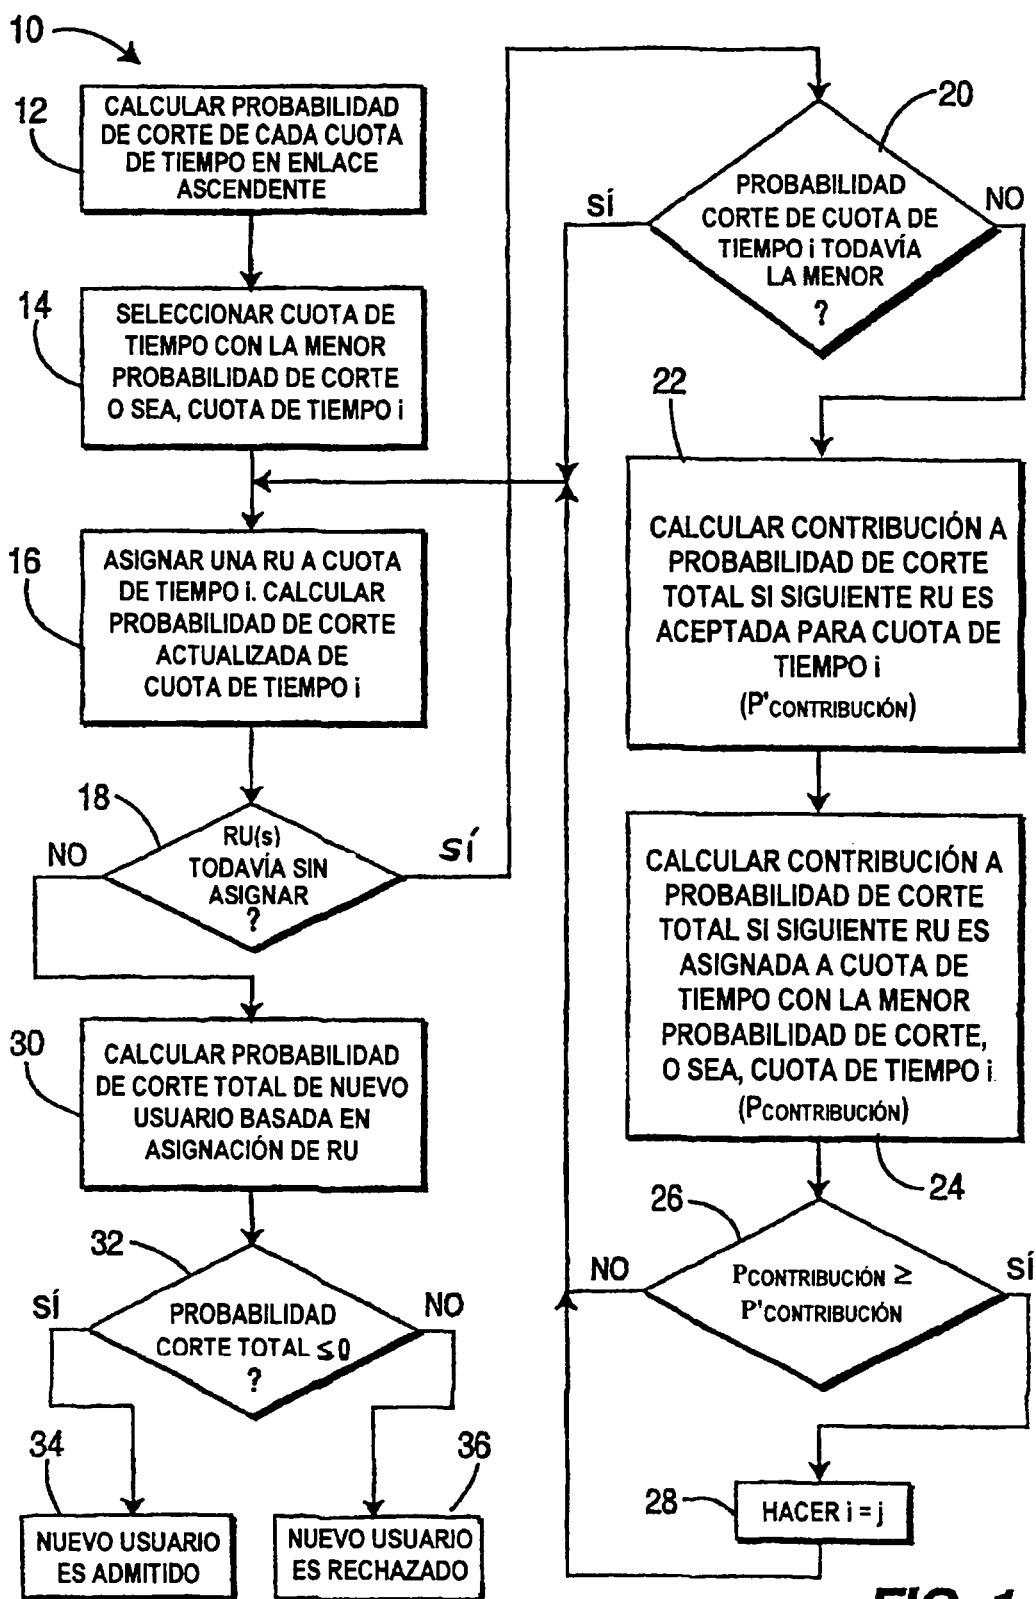 10
12
CALCULAR PROBABILIDAD
DE CORTE DE CADA CUOTA
DE TIEMPO EN ENLACE
ASCENDENTE
14
SELECCIONAR CUOTA DE
TIEMPO CON LA MENOR
PROBABILIDAD DE CORTE
O SEA, CUOTA DE TIEMPO i
16
ASIGNAR UNA RU A CUOTA
DE TIEMPO i. CALCULAR
PROBABILIDAD DE CORTE
ACTUALIZADA DE
CUOTA DE TIEMPO i
18
RU(s)
TODAVÍA SIN
ASIGNAR
?
NO
SÍ
30
CALCULAR PROBABILIDAD
DE CORTE TOTAL DE NUEVO
USUARIO BASADA EN
ASIGNACIÓN DE RU
32
PROBABILIDAD
CORTE TOTAL ≤0
?
SÍ
NO
34
NUEVO USUARIO
ES ADMITIDO
36
NUEVO USUARIO
ES RECHAZADO
20
PROBABILIDAD
CORTE DE CUOTA DE
TIEMPO i TODAVÍA
LA MENOR
?
SÍ
NO
22
CALCULAR CONTRIBUCIÓN A
PROBABILIDAD DE CORTE
TOTAL SI SIGUIENTE RU ES
ACEPTADA PARA CUOTA DE
TIEMPO i
(P'CONTRIBUCIÓN)
CALCULAR CONTRIBUCIÓN A
PROBABILIDAD DE CORTE
TOTAL SI SIGUIENTE RU ES
ASIGNADA A CUOTA DE
TIEMPO CON LA MENOR
PROBABILIDAD DE CORTE,
O SEA, CUOTA DE TIEMPO i.
(PCONTRIBUCIÓN)
24
26
PCONTRIBUCIÓN ≥
P'CONTRIBUCIÓN
NO
SÍ
28
HACER i = j
FIG. 1